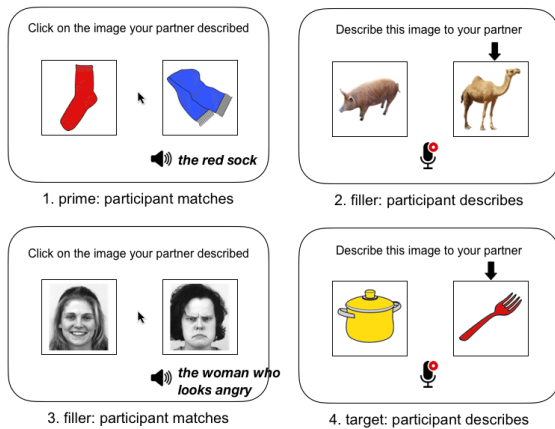 Click on the image your partner described
the red sock
1. prime: participant matches
Describe this image to your partner
2. filler: participant describes
Click on the image your partner described
the woman who
looks angry
3. filler: participant matches
Describe this image to your partner
4. target: participant describes